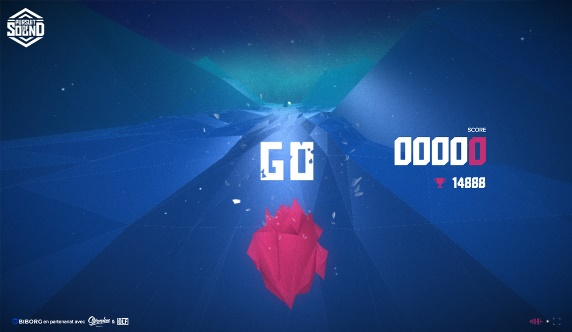 PURSUIT
OF
SOUND
GO
SCORE
00000
14888
BIBORG en partenariat avec
&